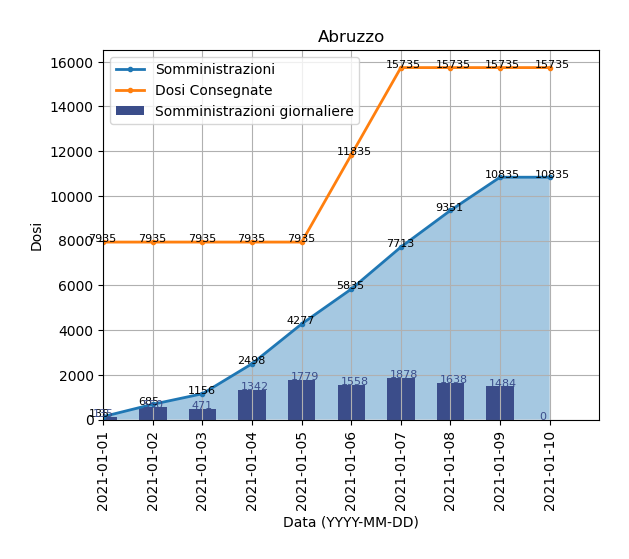 Abruzzo
Somministrazioni
Dosi Consegnate
Somministrazioni giornaliere
Dosi
16000
14000
12000
10000
8000
6000
4000
2000
0
7935 7935 7935 7935 7935 11835 15735 15735 15735 15735
685 1156 2498 4277 5835 7713 9351 10835 10835
471 1342 1779 1558 1878 1638 1484 0
2021-01-01
2021-01-02
2021-01-03
2021-01-04
2021-01-05
2021-01-06
2021-01-07
2021-01-08
2021-01-09
2021-01-10
Data (YYYY-MM-DD)